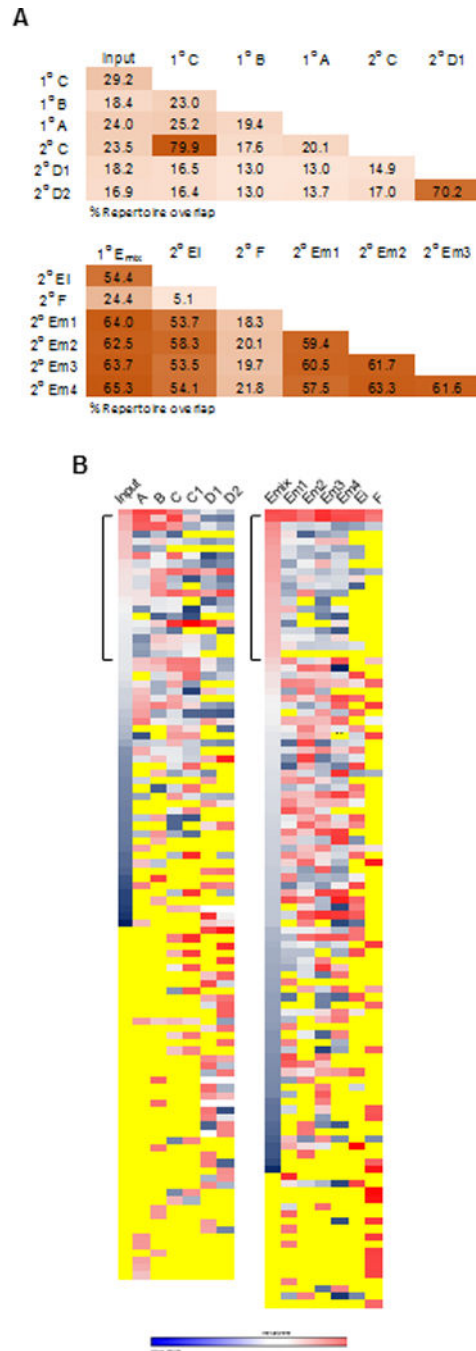 A
Input 1° C 1° B 1° A 2° C 2° D1
1° C 29.2
1° B 18.4 23.0
1° A 24.0 25.2 19.4
2° C 23.5 79.9 17.6 20.1
2° D1 18.2 16.5 13.0 13.0 14.9
2° D2 16.9 16.4 13.0 13.7 17.0 70.2
% Repertoire overlap
1° Emix 2° EI 2° F 2° Em1 2° Em2 2° Em3
2° EI 54.4
2° F 24.4 5.1
2° Em1 64.0 53.7 18.3
2° Em2 62.5 58.3 20.1 59.4
2° Em3 63.7 53.5 19.7 60.5 61.7
2° Em4 65.3 54.1 21.8 57.5 63.3 61.6
% Repertoire overlap
B
Input A B C C1 D1 D2 Emix Em1 Em2 Em3 Em4 EI F